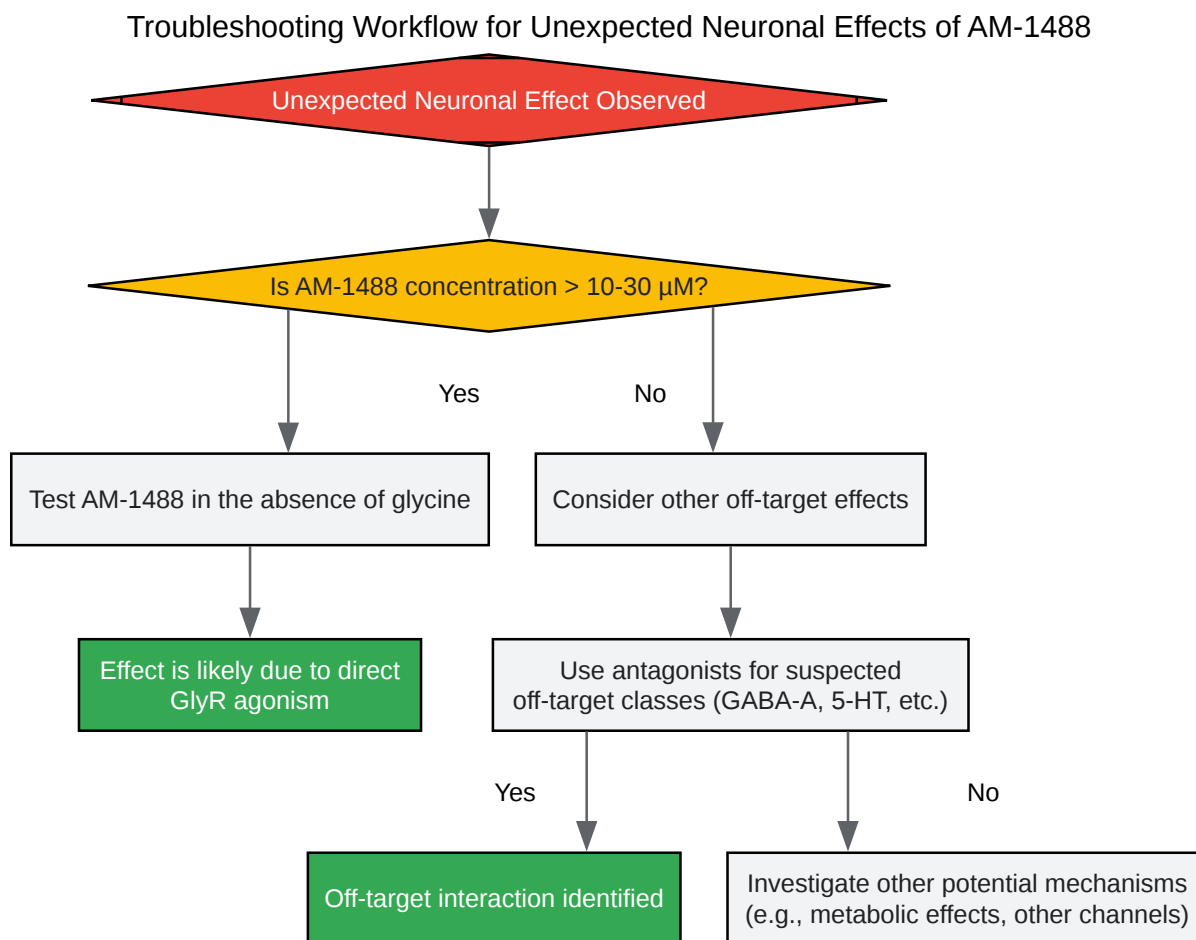 Troubleshooting Workflow for Unexpected Neuronal Effects of AM-1488
Unexpected Neuronal Effect Observed
Is AM-1488 concentration > 10-30 µM?
Yes
No
Test AM-1488 in the absence of glycine
Consider other off-target effects
Effect is likely due to direct
GlyR agonism
Use antagonists for suspected
off-target classes (GABA-A, 5-HT, etc.)
Yes
No
Off-target interaction identified
Investigate other potential mechanisms
(e.g., metabolic effects, other channels)